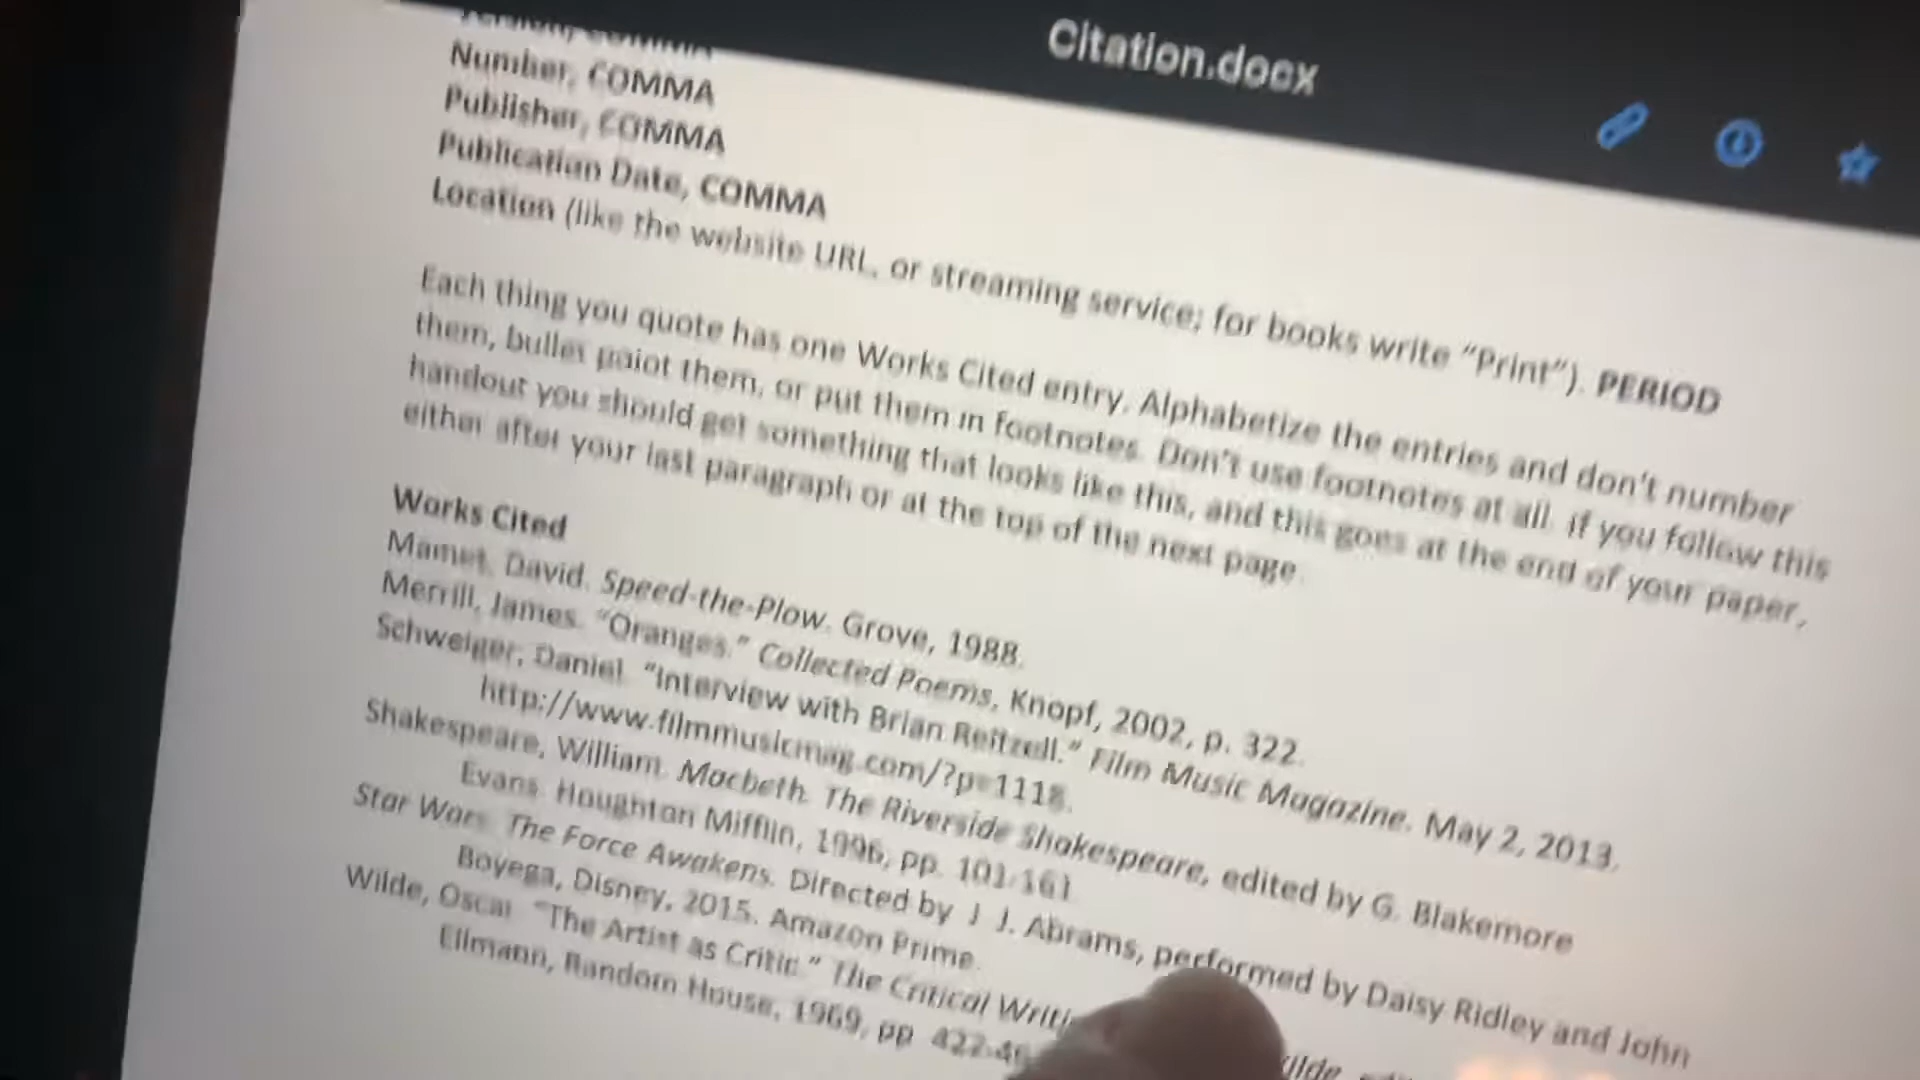 Citation.docx
Number, COMMA
Publisher, COMMA
Publication Date, COMMA
Location (like the website URL, or streaming service; for books write “Print”). PERIOD
Each thing you quote has one Works Cited entry. Alphabetize the entries and don’t number
them, bullet point them, or put them in footnotes. Don’t use footnotes at all. If you follow this
handout you should get something that looks like this, and this goes at the end of your paper,
either after your last paragraph or at the top of the next page.
Works Cited
Mamet, David. Speed-the-Plow. Grove, 1988.
Merrill, James. “Oranges.” Collected Poems, Knopf, 2002, p. 322.
Schweiger, Daniel. “Interview with Brian Reitzell.” Film Music Magazine. May 2, 2013.
http://www.filmmusicmag.com/?p=1118.
Shakespeare, William. Macbeth. The Riverside Shakespeare, edited by G. Blakemore
Evans. Houghton Mifflin, 1996, pp. 101-161.
Star Wars: The Force Awakens. Directed by J. J. Abrams, performed by Daisy Ridley and John
Boyega, Disney, 2015. Amazon Prime.
Wilde, Oscar. “The Artist as Critic.” The Critical
Ellmann, Random House, 1969, pp.